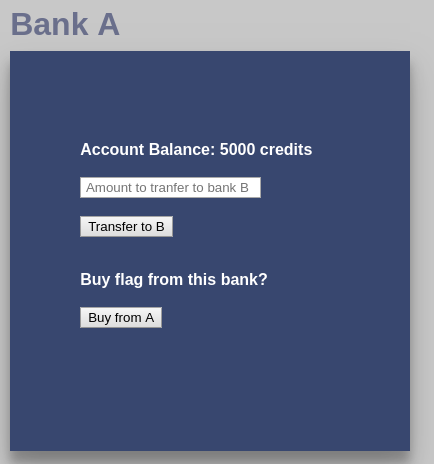 Bank A
Account Balance: 5000 credits
Amount to tranfer to bank B
Transfer to B
Buy flag from this bank?
Buy from A